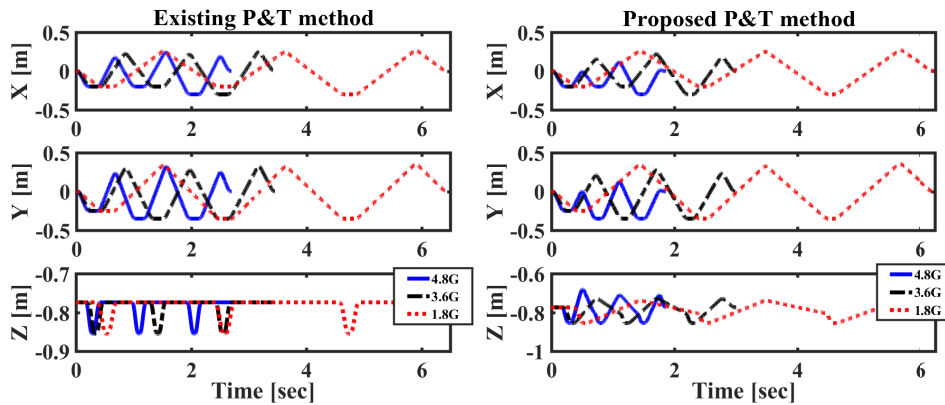 Existing P&T method
X [m]
0.5
0
-0.5
0 2 4 6
Y [m]
0.5
0
-0.5
0 2 4 6
Z [m]
-0.7
-0.8
-0.9
0 2 4 6
4.8G
3.6G
1.8G
Time [sec]
Proposed P&T method
X [m]
0.5
0
-0.5
0 2 4 6
Y [m]
0.5
0
-0.5
0 2 4 6
Z [m]
-0.6
-0.8
-1
0 2 4 6
4.8G
3.6G
1.8G
Time [sec]